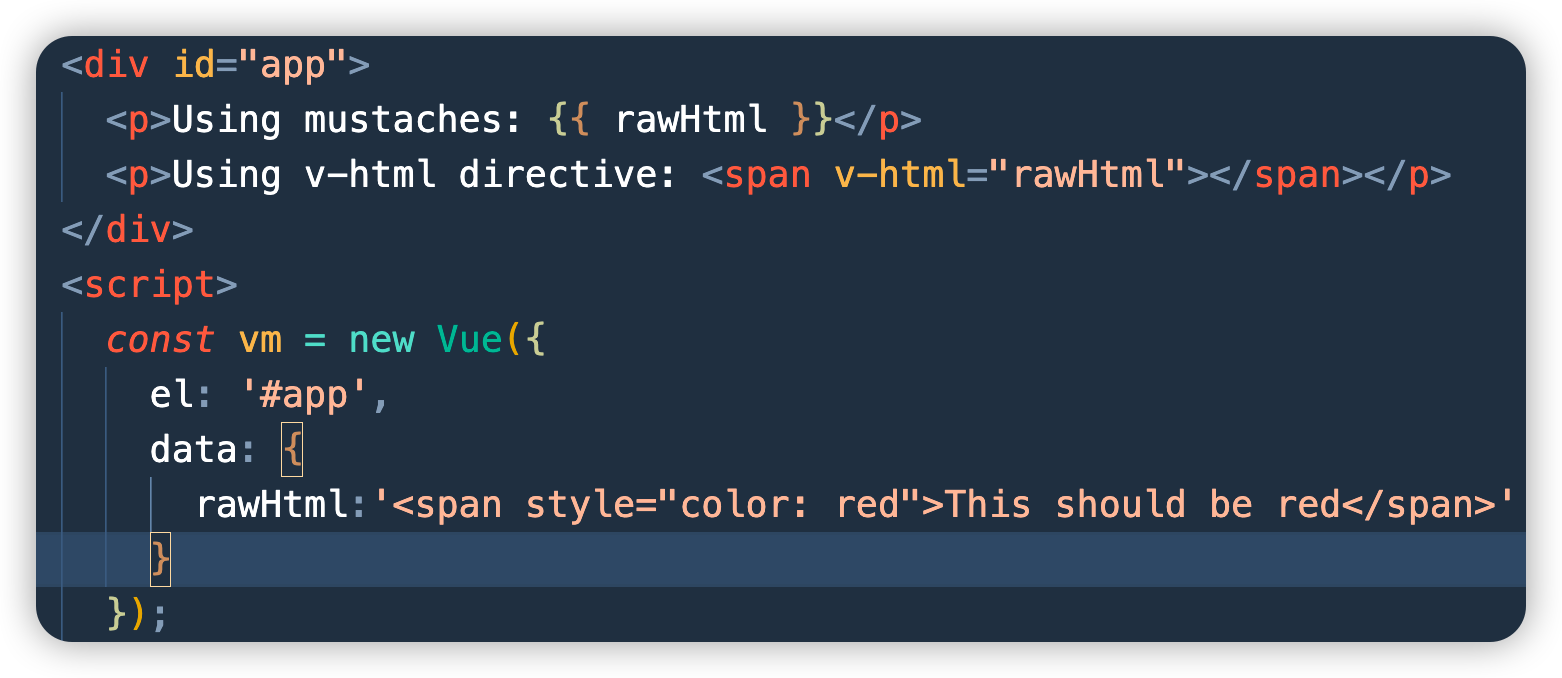 <div id="app">
  <p>Using mustaches: {{ rawHtml }}</p>
  <p>Using v-html directive: <span v-html="rawHtml"></span></p>
</div>
<script>
  const vm = new Vue({
    el: '#app',
    data: {
      rawHtml:'<span style="color: red">This should be red</span>'
    }
  });